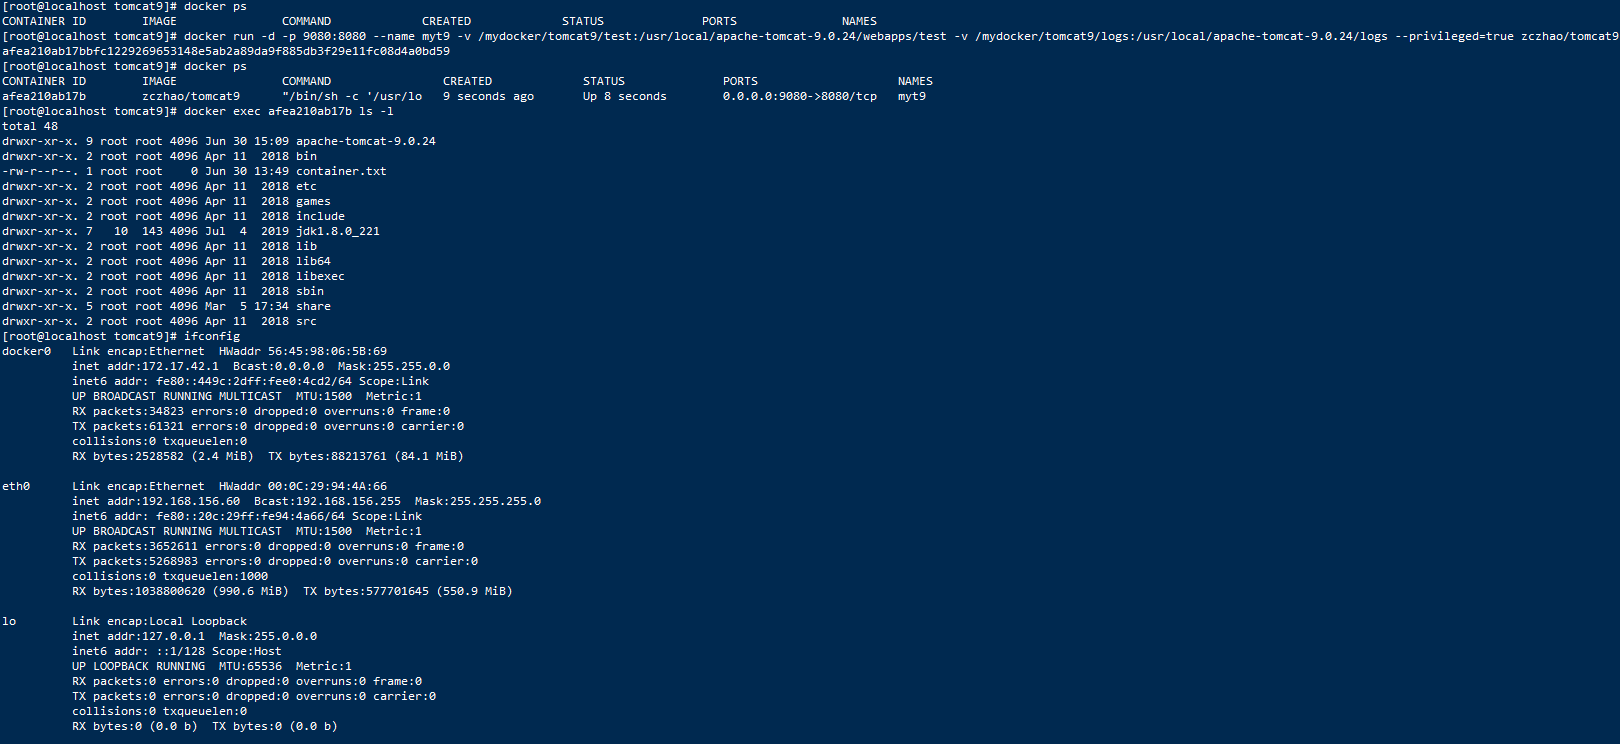 [root@localhost tomcat9]# docker ps
CONTAINER ID        IMAGE               COMMAND             CREATED             STATUS              PORTS               NAMES
[root@localhost tomcat9]# docker run -d -p 9080:8080 --name myt9 -v /mydocker/tomcat9/test:/usr/local/apache-tomcat-9.0.24/webapps/test -v /mydocker/tomcat9/logs:/usr/local/apache-tomcat-9.0.24/logs --privileged=true zczhao/tomcat9
afea210ab17bbfc1229269653148e5ab2a89da9f885db3f29e11fc08d4a0bd59
[root@localhost tomcat9]# docker ps
CONTAINER ID        IMAGE               COMMAND                CREATED             STATUS              PORTS                    NAMES
afea210ab17b        zczhao/tomcat9      "/bin/sh -c '/usr/lo   9 seconds ago       Up 8 seconds        0.0.0.0:9080->8080/tcp   myt9
[root@localhost tomcat9]# docker exec afea210ab17b ls -l
total 48
drwxr-xr-x. 9 root root 4096 Jun 30 15:09 apache-tomcat-9.0.24
drwxr-xr-x. 2 root root 4096 Apr 11  2018 bin
-rw-r--r--. 1 root root    0 Jun 30 13:49 container.txt
drwxr-xr-x. 2 root root 4096 Apr 11  2018 etc
drwxr-xr-x. 2 root root 4096 Apr 11  2018 games
drwxr-xr-x. 2 root root 4096 Apr 11  2018 include
drwxr-xr-x. 7   10  143 4096 Jul  4  2019 jdk1.8.0_221
drwxr-xr-x. 2 root root 4096 Apr 11  2018 lib
drwxr-xr-x. 2 root root 4096 Apr 11  2018 lib64
drwxr-xr-x. 2 root root 4096 Apr 11  2018 libexec
drwxr-xr-x. 2 root root 4096 Apr 11  2018 sbin
drwxr-xr-x. 5 root root 4096 Mar  5 17:34 share
drwxr-xr-x. 2 root root 4096 Apr 11  2018 src
[root@localhost tomcat9]# ifconfig
docker0   Link encap:Ethernet  HWaddr 56:45:98:06:5B:69
          inet addr:172.17.42.1  Bcast:0.0.0.0  Mask:255.255.0.0
          inet6 addr: fe80::449c:2dff:fee0:4cd2/64 Scope:Link
          UP BROADCAST RUNNING MULTICAST  MTU:1500  Metric:1
          RX packets:34823 errors:0 dropped:0 overruns:0 frame:0
          TX packets:61321 errors:0 dropped:0 overruns:0 carrier:0
          collisions:0 txqueuelen:0
          RX bytes:2528582 (2.4 MiB)  TX bytes:88213761 (84.1 MiB)

eth0      Link encap:Ethernet  HWaddr 00:0C:29:94:4A:66
          inet addr:192.168.156.60  Bcast:192.168.156.255  Mask:255.255.255.0
          inet6 addr: fe80::20c:29ff:fe94:4a66/64 Scope:Link
          UP BROADCAST RUNNING MULTICAST  MTU:1500  Metric:1
          RX packets:3652611 errors:0 dropped:0 overruns:0 frame:0
          TX packets:5268983 errors:0 dropped:0 overruns:0 carrier:0
          collisions:0 txqueuelen:1000
          RX bytes:1038800620 (990.6 MiB)  TX bytes:577701645 (550.9 MiB)

lo        Link encap:Local Loopback
          inet addr:127.0.0.1  Mask:255.0.0.0
          inet6 addr: ::1/128 Scope:Host
          UP LOOPBACK RUNNING  MTU:65536  Metric:1
          RX packets:0 errors:0 dropped:0 overruns:0 frame:0
          TX packets:0 errors:0 dropped:0 overruns:0 carrier:0
          collisions:0 txqueuelen:0
          RX bytes:0 (0.0 b)  TX bytes:0 (0.0 b)